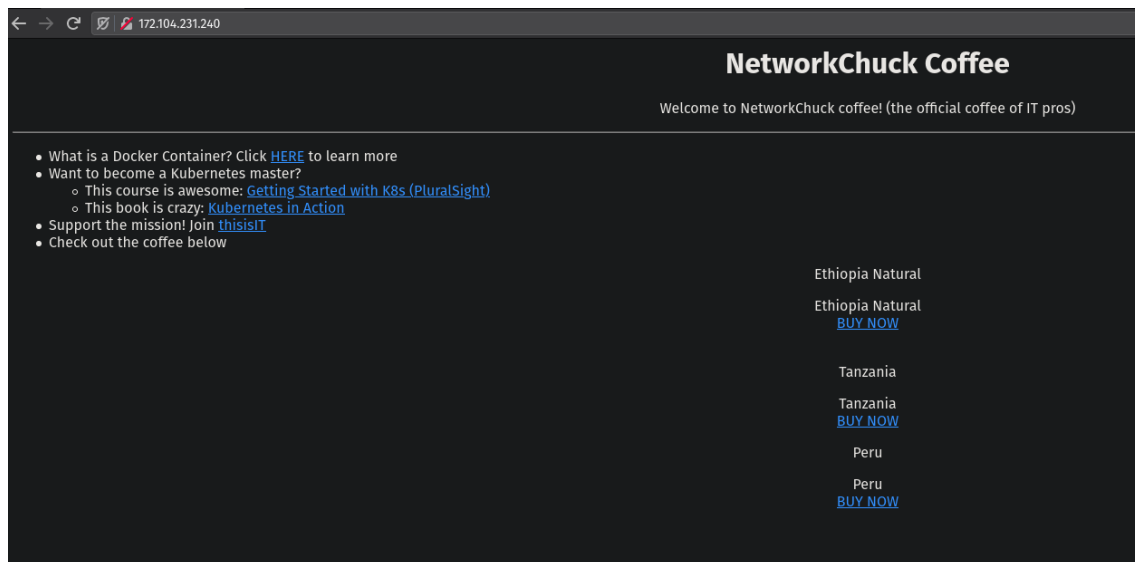 172.104.231.240
NetworkChuck Coffee
Welcome to NetworkChuck coffee! (the official coffee of IT pros)
What is a Docker Container? Click HERE to learn more
Want to become a Kubernetes master?
This course is awesome: Getting Started with K8s (PluralSight)
This book is crazy: Kubernetes in Action
Support the mission! Join thisisIT
Check out the coffee below
Ethiopia Natural
Ethiopia Natural
BUY NOW
Tanzania
Tanzania
BUY NOW
Peru
Peru
BUY NOW